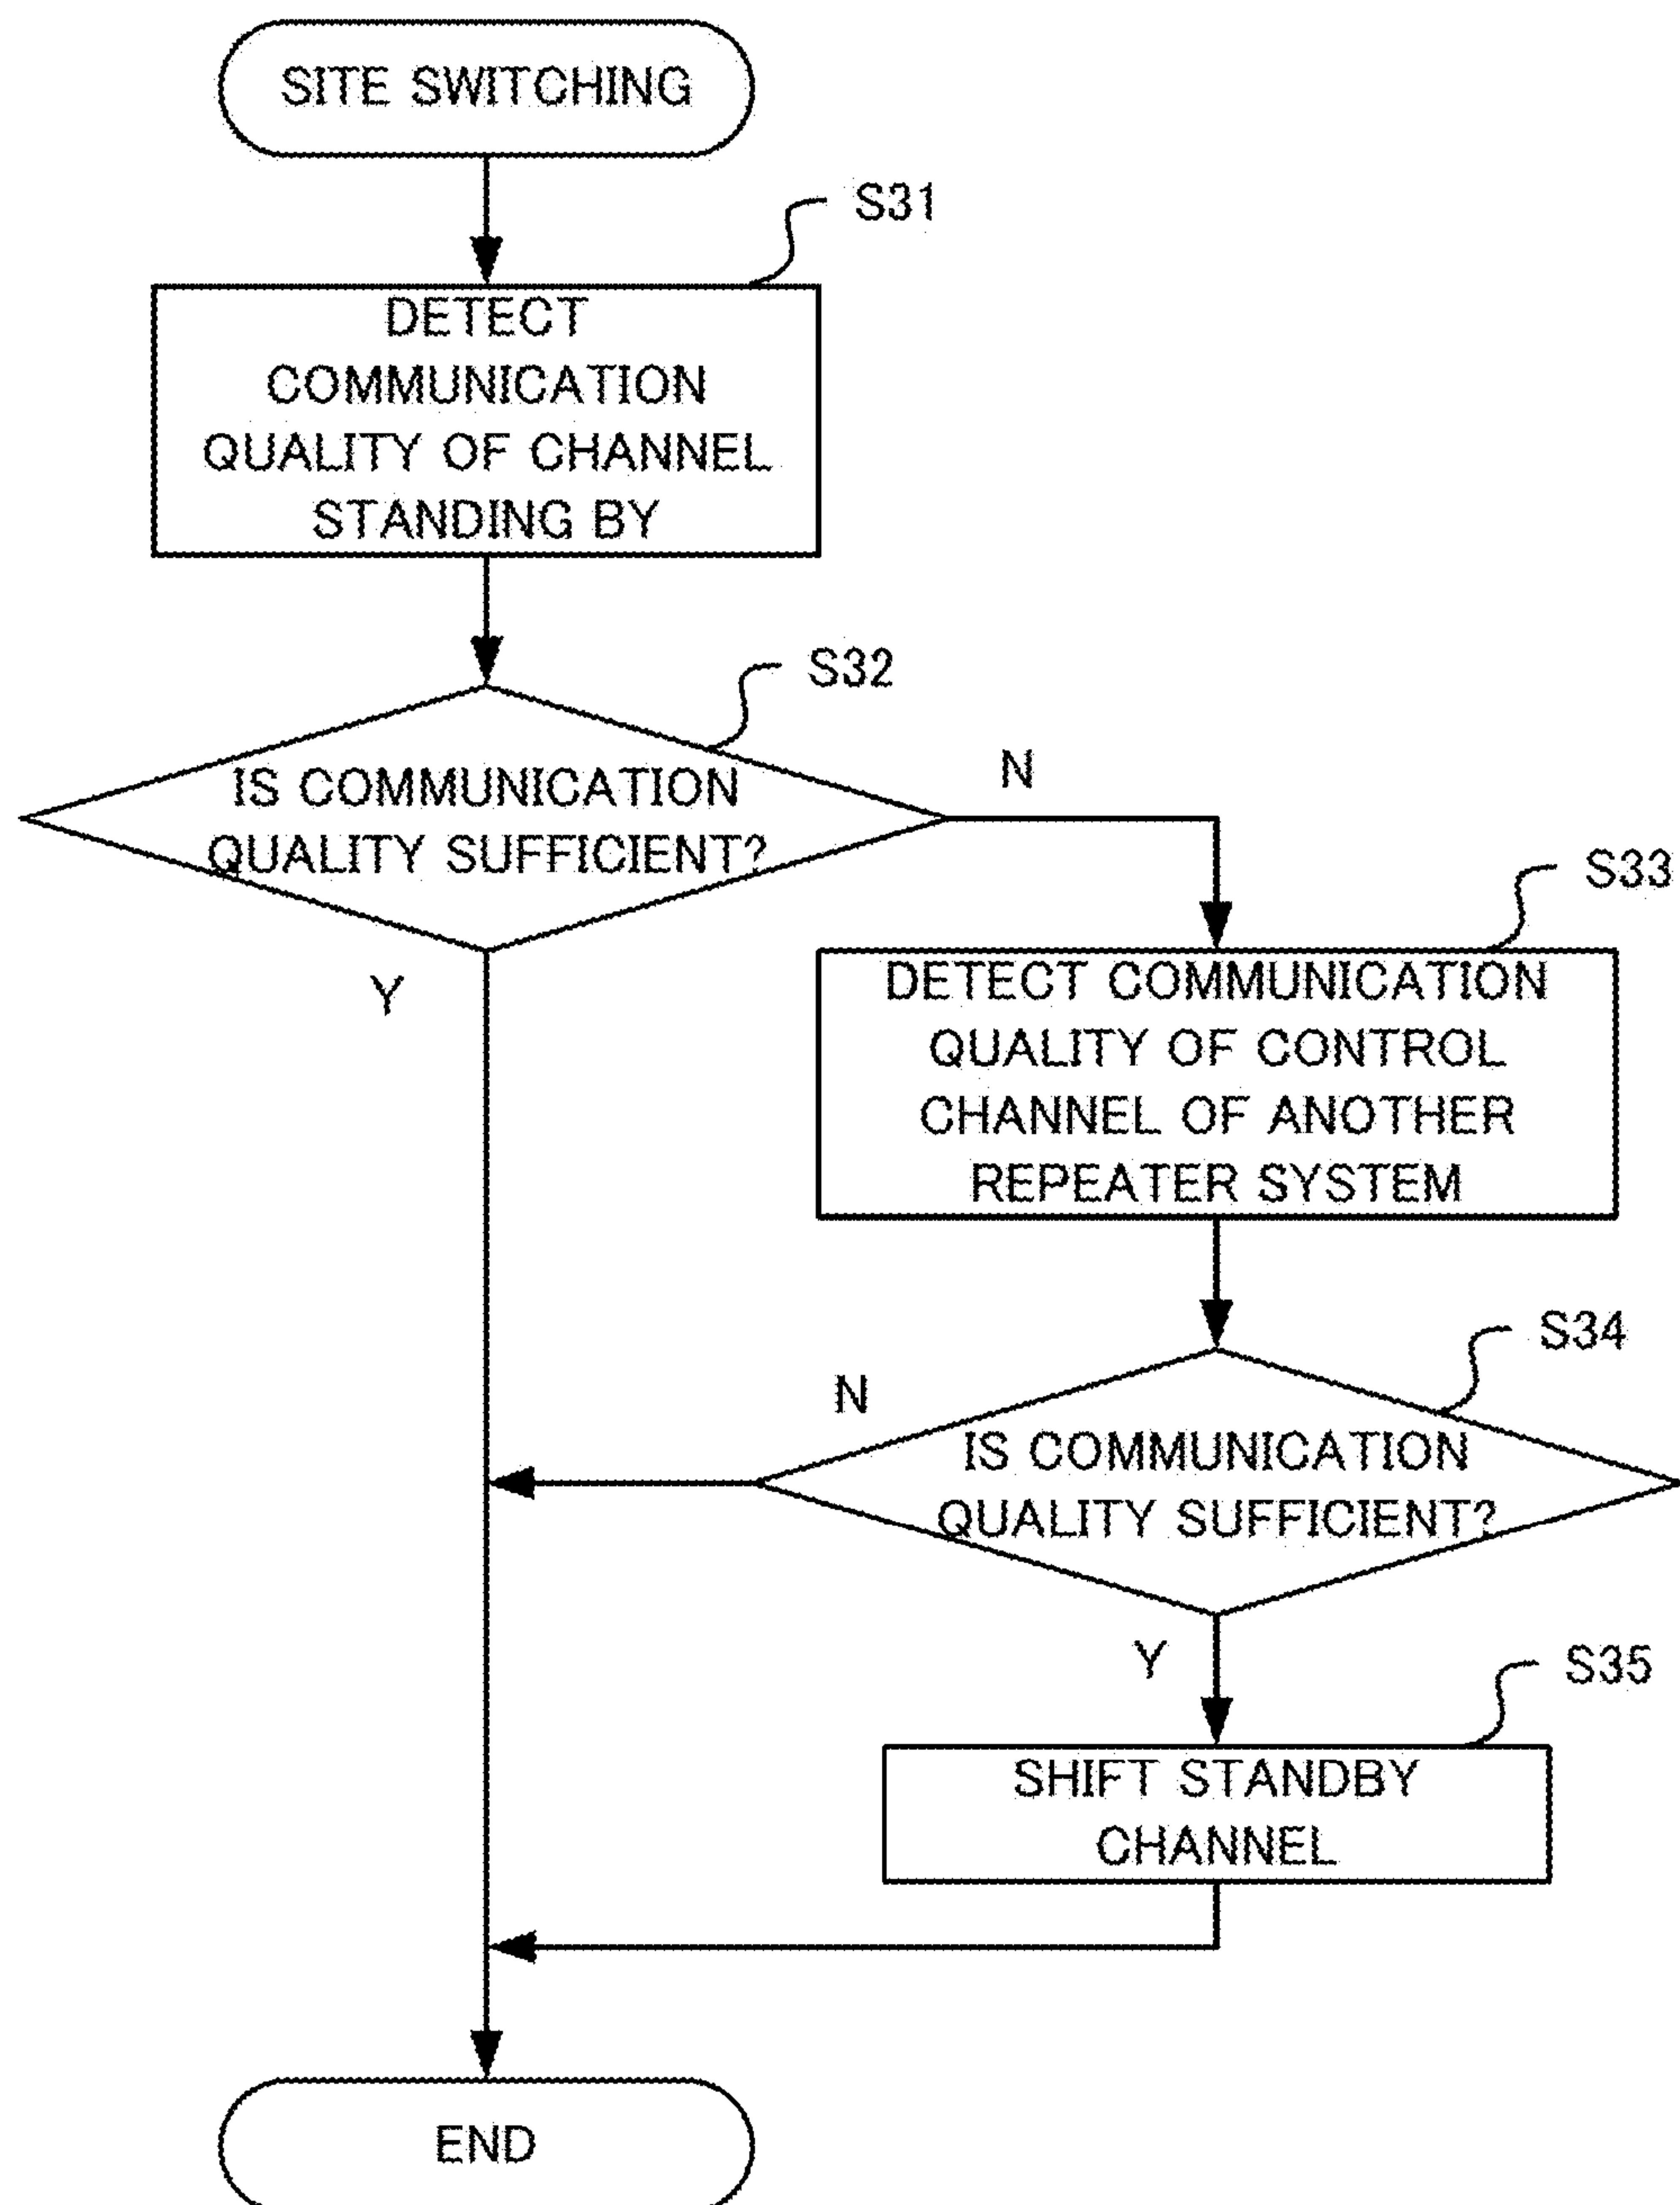 SITE SWITCHING
S31
DETECT
COMMUNICATION
QUALITY OF CHANNEL
STANDING BY
S32
IS COMMUNICATION
QUALITY SUFFICIENT?
N
Y
S33
DETECT COMMUNICATION
QUALITY OF CONTROL
CHANNEL OF ANOTHER
REPEATER SYSTEM
S34
N
IS COMMUNICATION
QUALITY SUFFICIENT?
Y
S35
SHIFT STANDBY
CHANNEL
END